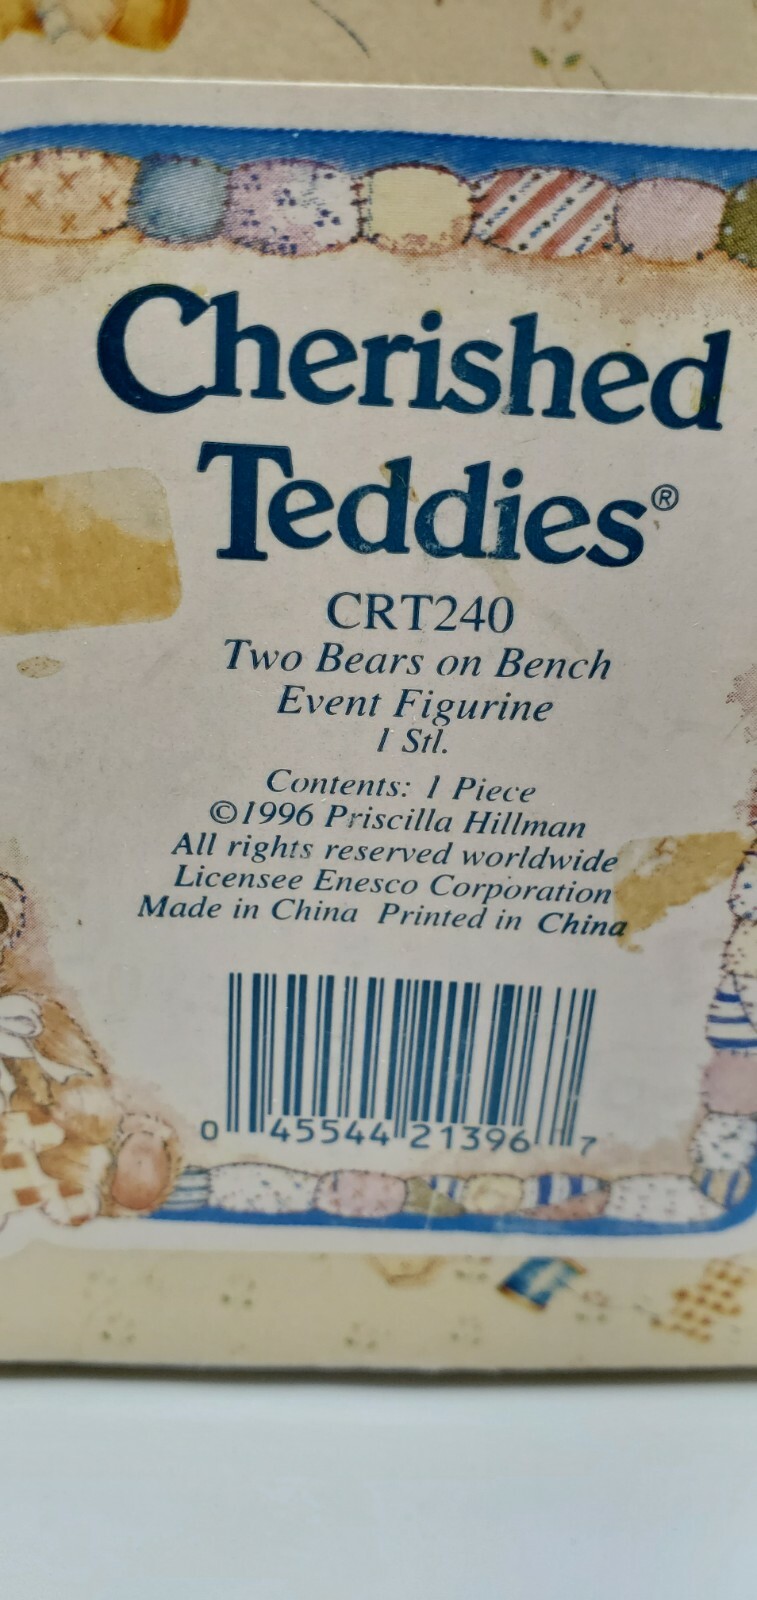 Cherished
Teddies®
CRT240
Two Bears on Bench
Event Figurine
1 Stl.
Contents: 1 Piece
©1996 Priscilla Hillman
All rights reserved worldwide
Licensee Enesco Corporation
Made in China Printed in China
0 45544 21396 7